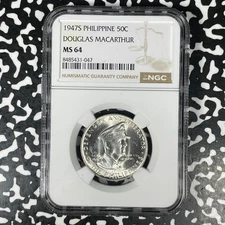 1947S PHILIPPINE 50C
DOUGLAS MACARTHUR
MS 64
8485431-047
NGC
NUMISMATIC GUARANTY COMPANY